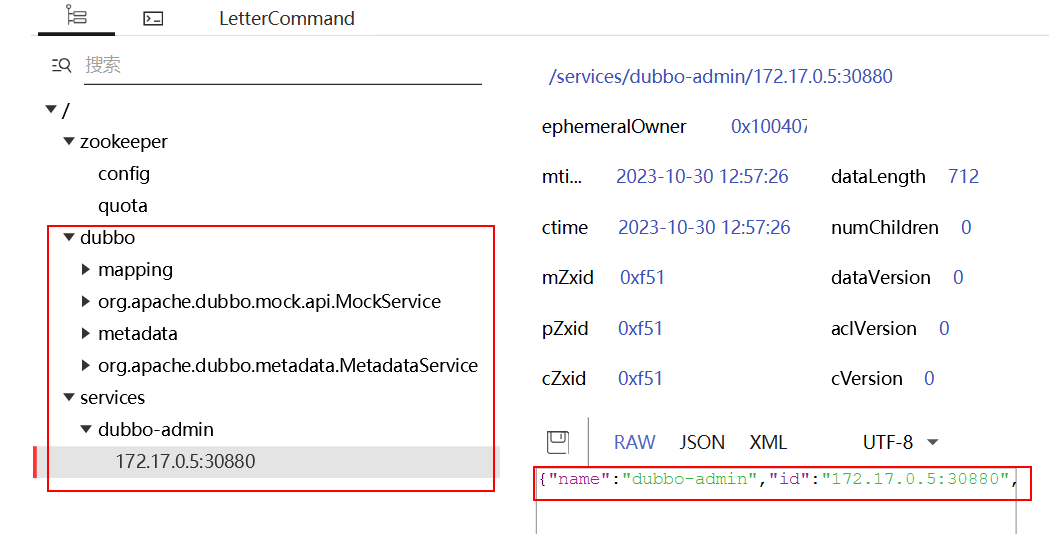 LetterCommand
搜索
/
zookeeper
config
quota
dubbo
mapping
org.apache.dubbo.mock.api.MockService
metadata
org.apache.dubbo.metadata.MetadataService
services
dubbo-admin
172.17.0.5:30880
/services/dubbo-admin/172.17.0.5:30880
ephemeralOwner 0x100407
mti... 2023-10-30 12:57:26 dataLength 712
ctime 2023-10-30 12:57:26 numChildren 0
mZxid 0xf51 dataVersion 0
pZxid 0xf51 aclVersion 0
cZxid 0xf51 cVersion 0
RAW JSON XML UTF-8
{"name":"dubbo-admin","id":"172.17.0.5:30880",